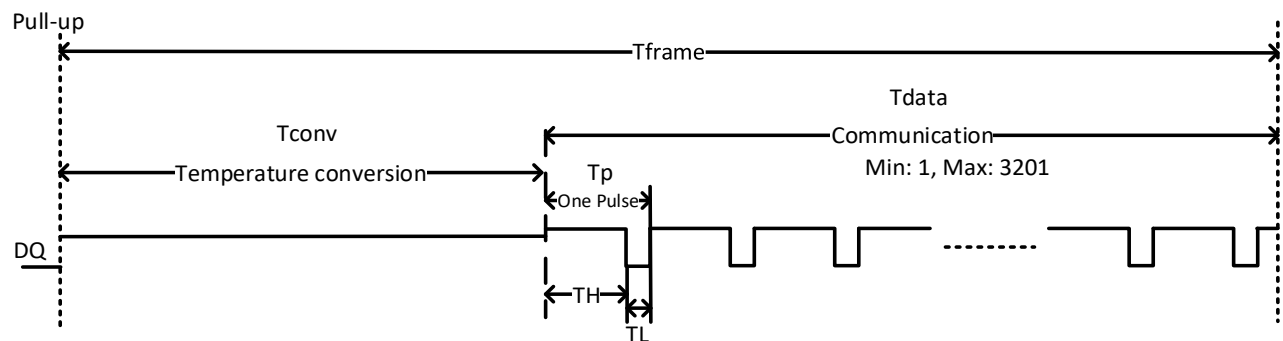 Pull-up
Tframe
Tdata
Tconv
Communication
Temperature conversion
Min: 1, Max: 3201
Tp
One Pulse
DQ
TH
TL